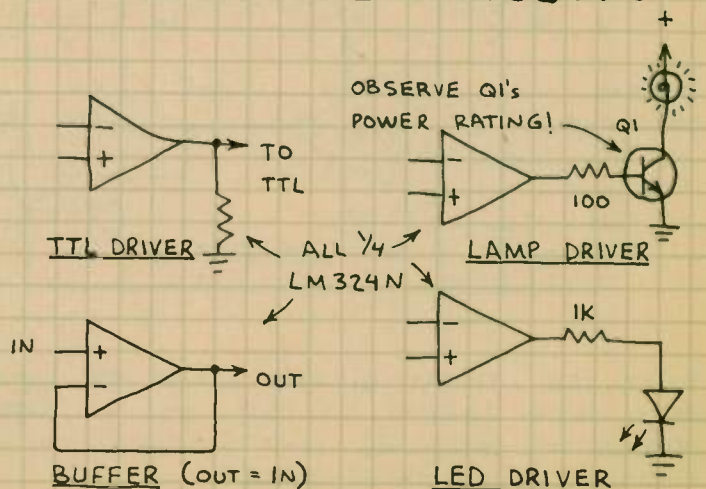 +
OBSERVE Q1's
POWER RATING!
Q1
-
+
TO
TTL
-
+
100
TTL DRIVER
ALL 1/4
LM324N
LAMP DRIVER
IN
+
-
OUT
-
+
1K
BUFFER (OUT = IN)
LED DRIVER